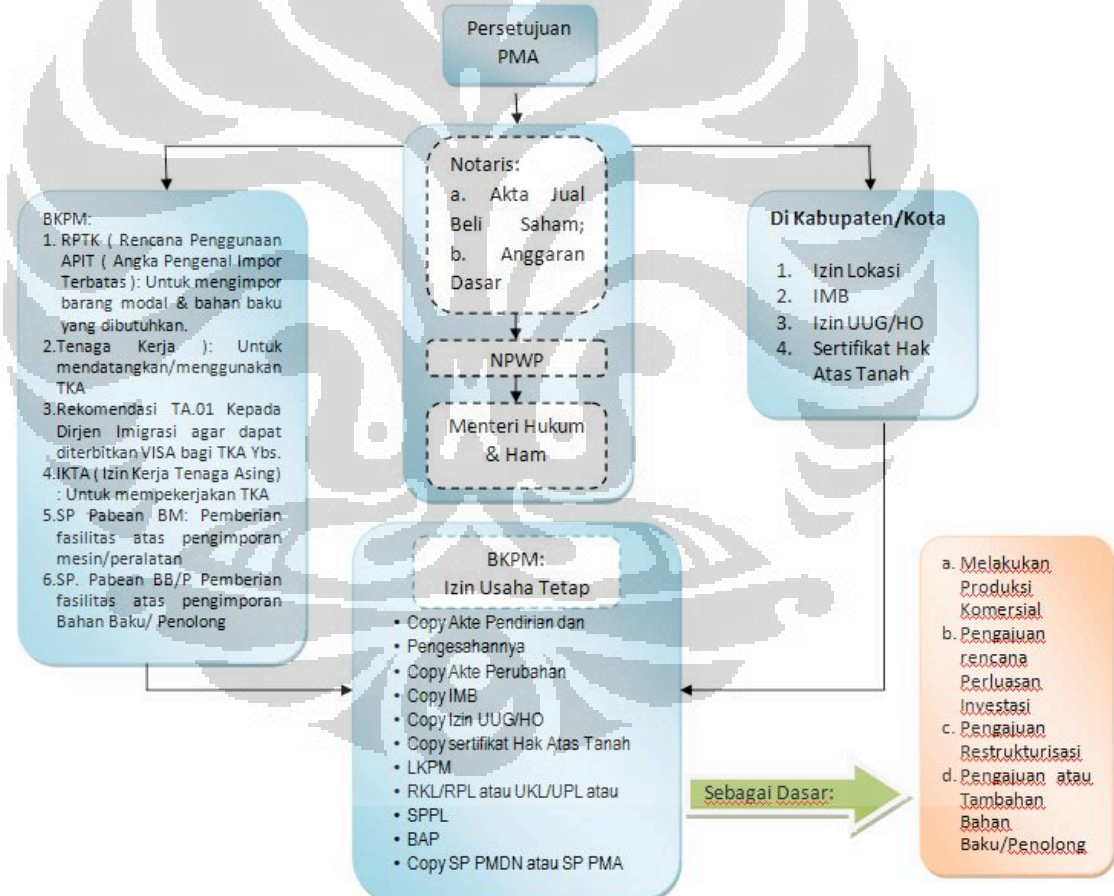 Persetujuan
PMA
Notaris:
a. Akta Jual
Beli Saham;
b. Anggaran
Dasar
NPWP
Menteri Hukum
& Ham
BKPM:
1. RPTK ( Rencana Penggunaan
APIT ( Angka Pengenal Impor
Terbatas ): Untuk mengimpor
barang modal & bahan baku
yang dibutuhkan.
2.Tenaga Kerja ): Untuk
mendatangkan/menggunakan
TKA
3.Rekomendasi TA.01 Kepada
Dirjen Imigrasi agar dapat
diterbitkan VISA bagi TKA Ybs.
4.IKTA ( Izin Kerja Tenaga Asing)
: Untuk mempekerjakan TKA
5.SP Pabean BM: Pemberian
fasilitas atas pengimporan
mesin/peralatan
6.SP. Pabean BB/P Pemberian
fasilitas atas pengimporan
Bahan Baku/ Penolong
Di Kabupaten/Kota
1. Izin Lokasi
2. IMB
3. Izin UUG/HO
4. Sertifikat Hak
Atas Tanah
BKPM:
Izin Usaha Tetap
• Copy Akte Pendirian dan
• Pengesahannya
• Copy Akte Perubahan
• Copy IMB
• Copy Izin UUG/HO
• Copy sertifikat Hak Atas Tanah
• LKPM
• RKL/RPL atau UKL/UPL atau
• SPPL
• BAP
• Copy SP PMDN atau SP PMA
Sebagai Dasar:
a. Melakukan
Produksi
Komersial
b. Pengajuan
rencana
Perluasan
Investasi
c. Pengajuan
Restrukturisasi
d. Pengajuan atau
Tambahan
Bahan
Baku/Penolong